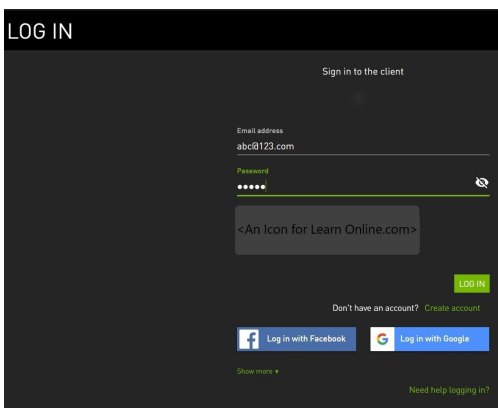 LOG IN
Sign in to the client
Email address
abc@123.com
Password
•••••
<An Icon for Learn Online.com>
LOG IN
Don't have an account? Create account
Log in with Facebook
G Log in with Google
Show more ▾
Need help logging in?